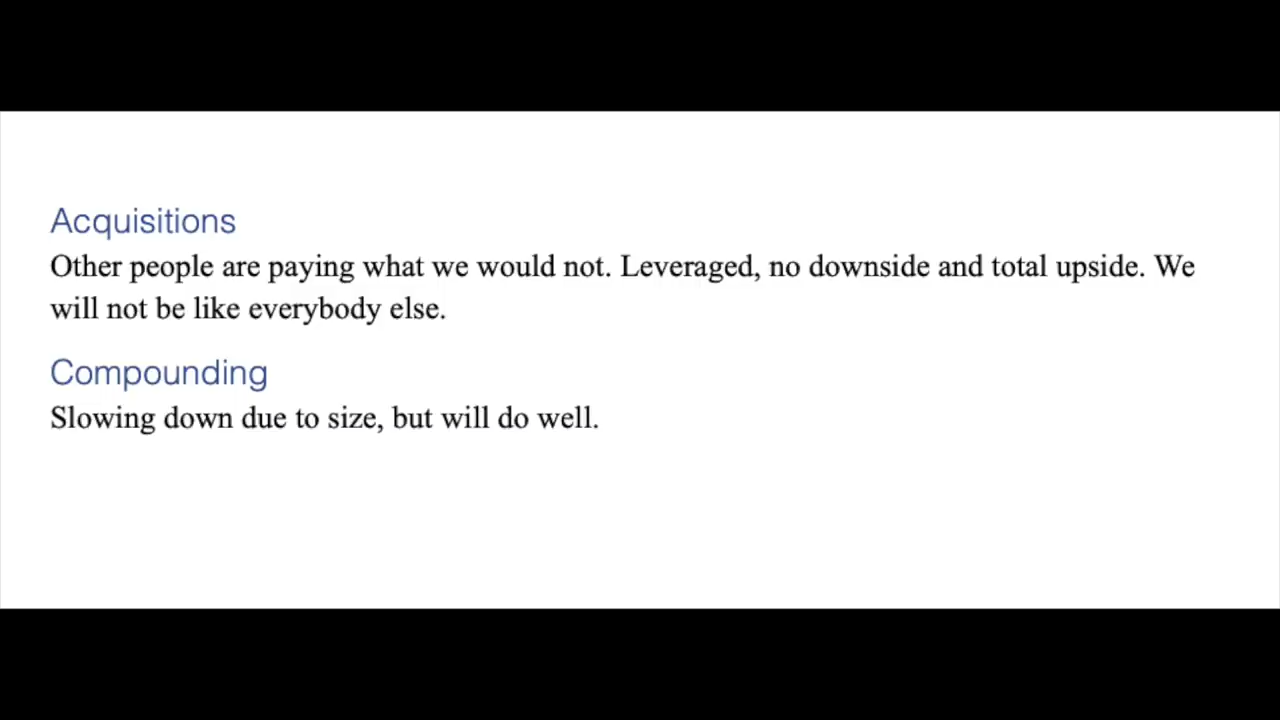 Acquisitions
Other people are paying what we would not. Leveraged, no downside and total upside. We
will not be like everybody else.
Compounding
Slowing down due to size, but will do well.